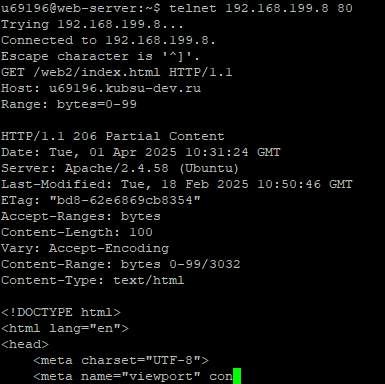 u69196@web-server:~$ telnet 192.168.199.8 80
Trying 192.168.199.8...
Connected to 192.168.199.8.
Escape character is '^]'.
GET /web2/index.html HTTP/1.1
Host: u69196.kubsu-dev.ru
Range: bytes=0-99

HTTP/1.1 206 Partial Content
Date: Tue, 01 Apr 2025 10:31:24 GMT
Server: Apache/2.4.58 (Ubuntu)
Last-Modified: Tue, 18 Feb 2025 10:50:46 GMT
ETag: "bd8-62e6869cb8354"
Accept-Ranges: bytes
Content-Length: 100
Vary: Accept-Encoding
Content-Range: bytes 0-99/3032
Content-Type: text/html

<!DOCTYPE html>
<html lang="en">
<head>
    <meta charset="UTF-8">
    <meta name="viewport" con